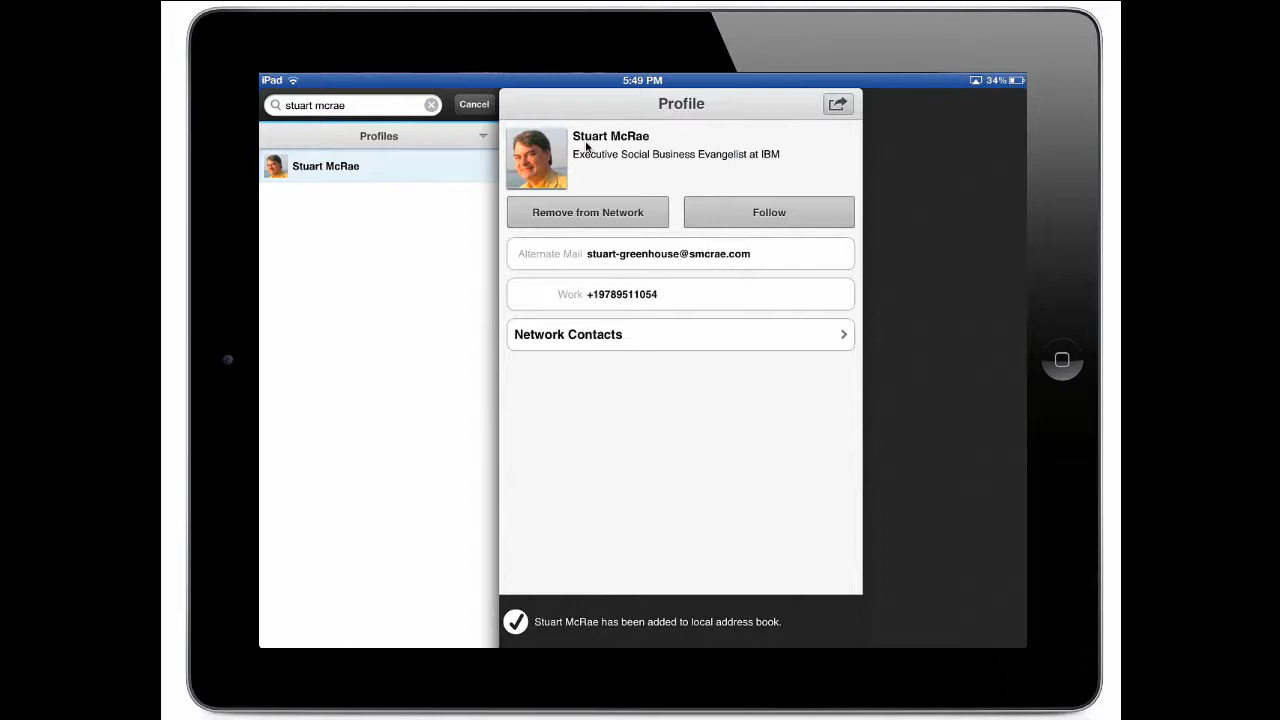 iPad
5:49 PM
34%
stuart mcrae
Cancel
Profiles
Stuart McRae
Profile
Stuart McRae
Executive Social Business Evangelist at IBM
Remove from Network
Follow
Alternate Mail stuart-greenhouse@smcrae.com
Work +19789511054
Network Contacts
Stuart McRae has been added to local address book.